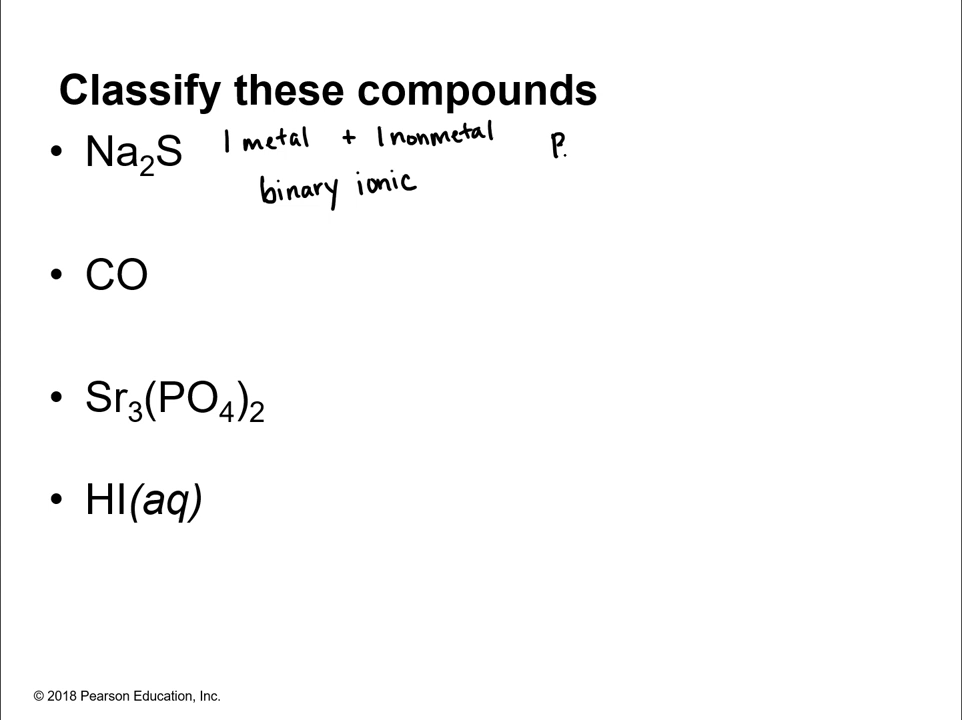 Classify these compounds
• Na₂S 1 metal + 1 nonmetal P.
binary ionic
• CO
• Sr₃(PO₄)₂
• HI(aq)
© 2018 Pearson Education, Inc.